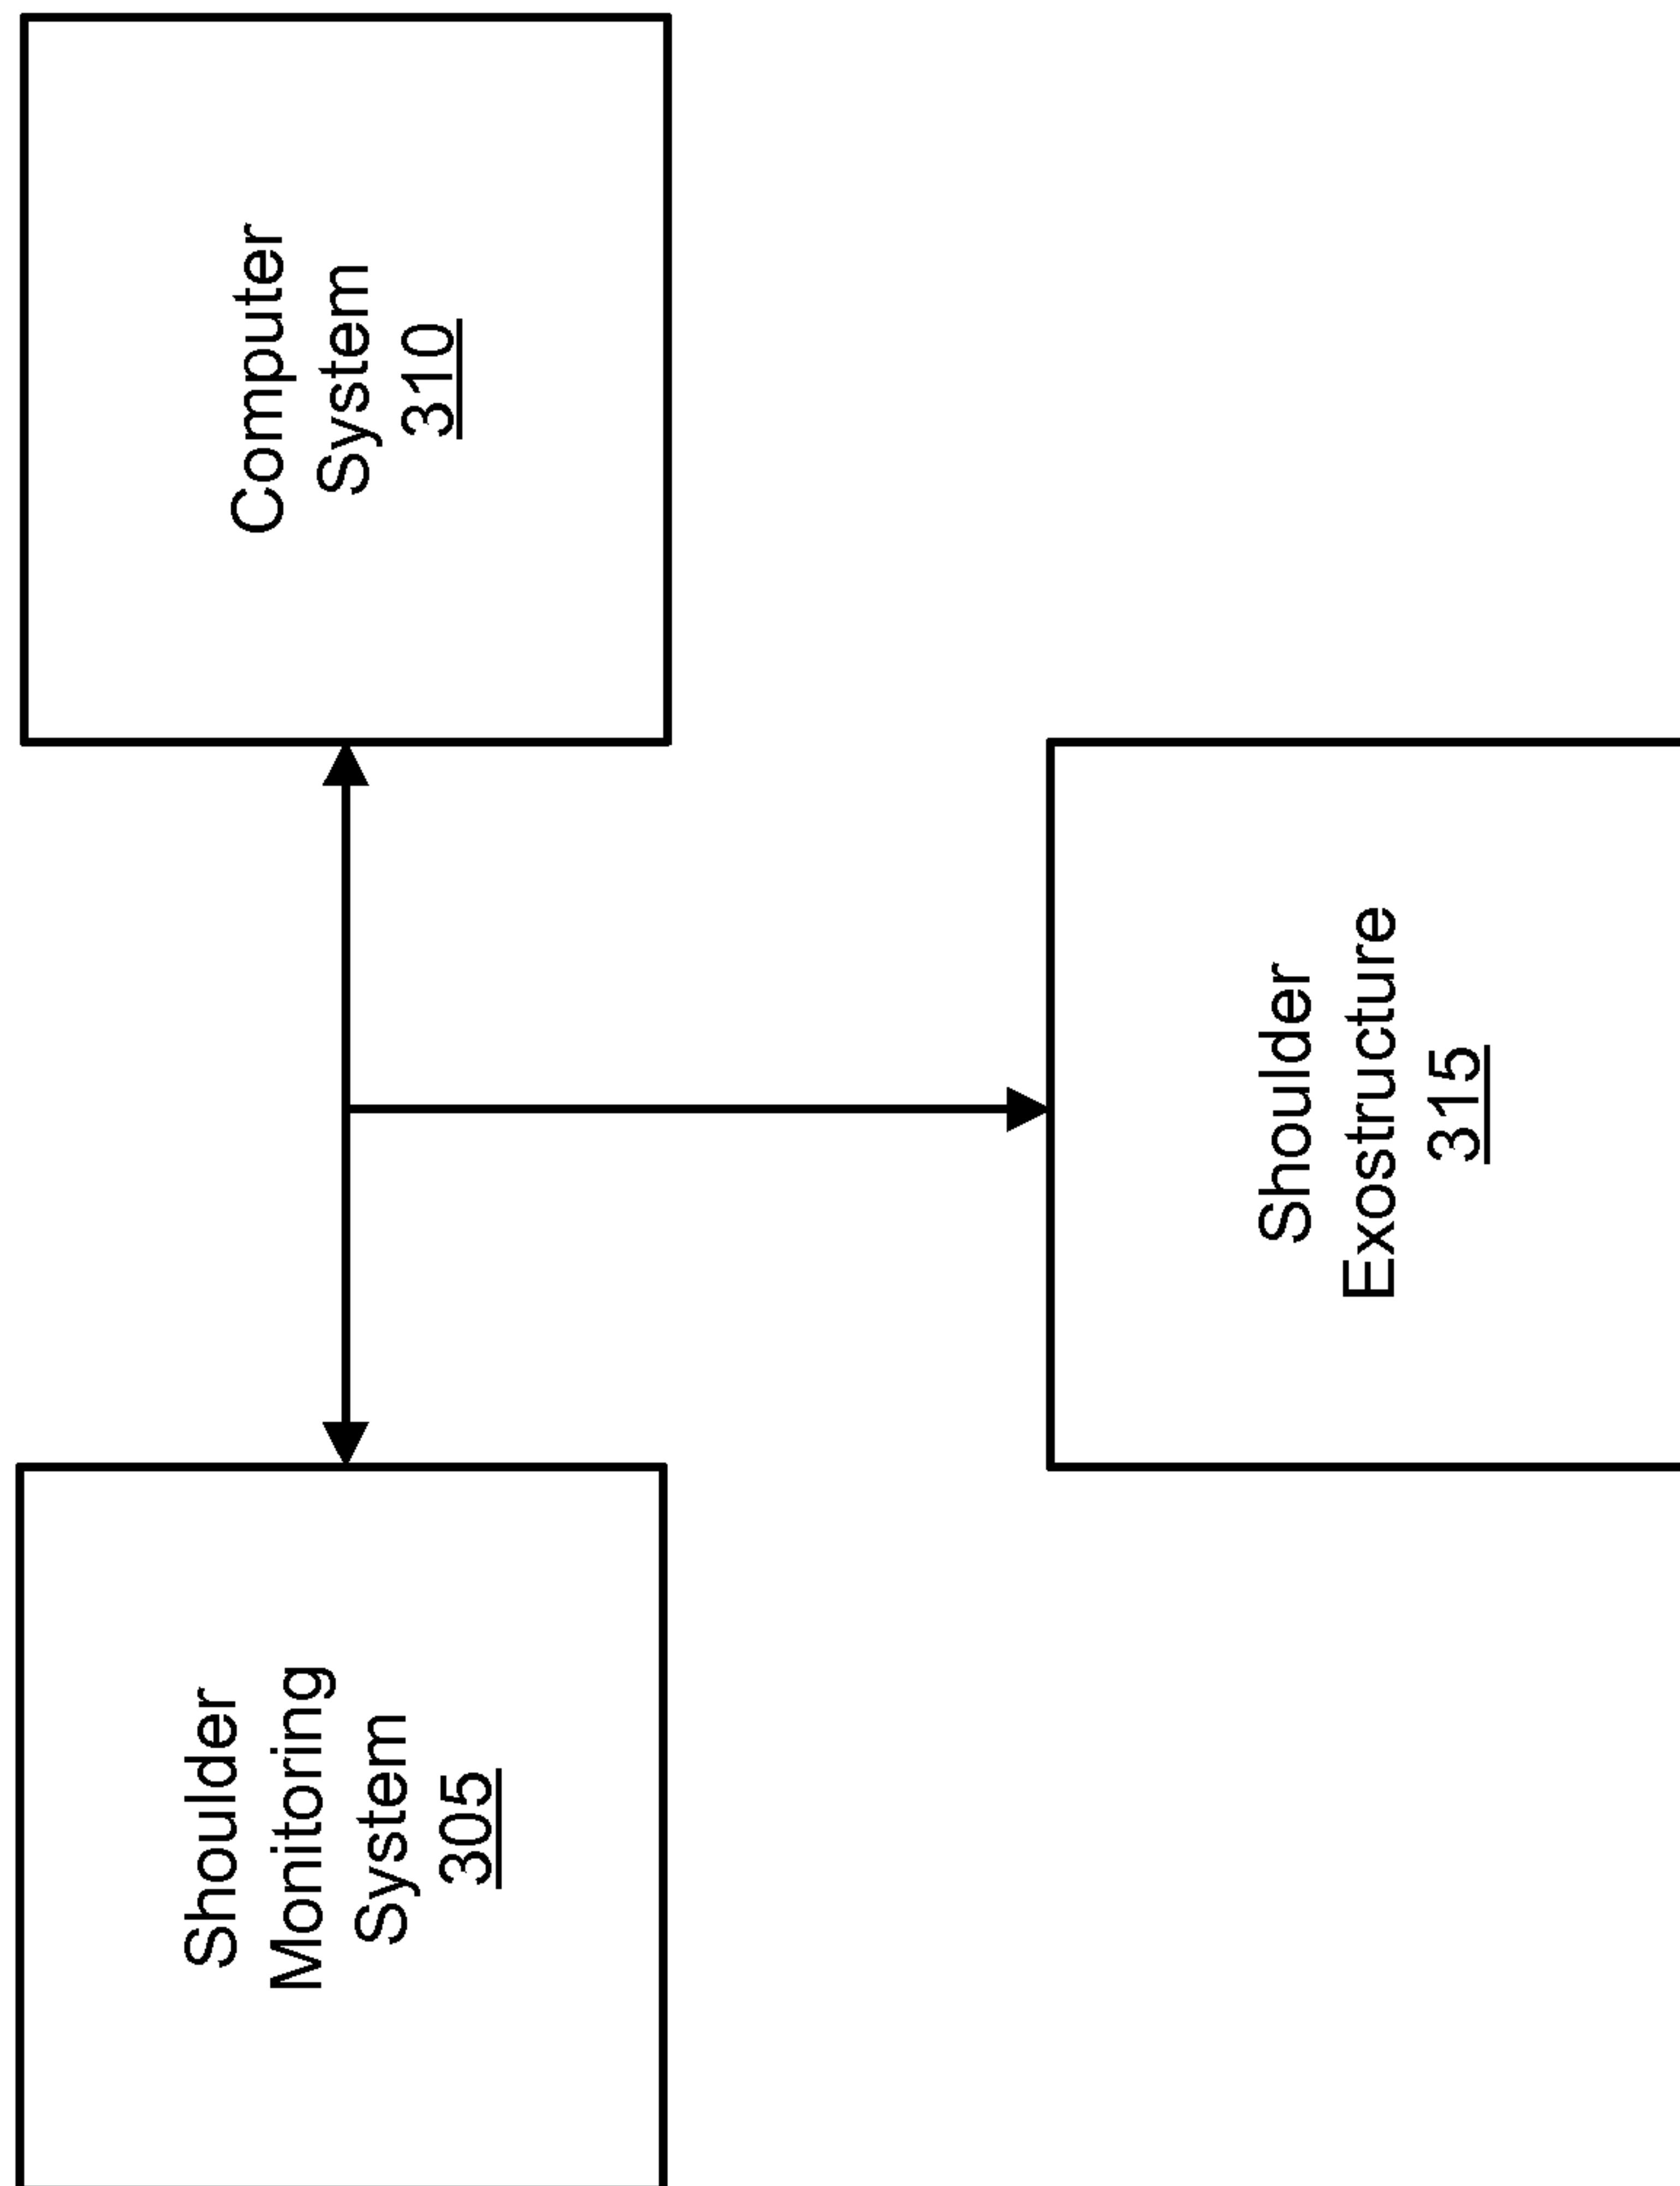 Shoulder
Monitoring
System
305
Computer
System
310
Shoulder
Exostructure
315